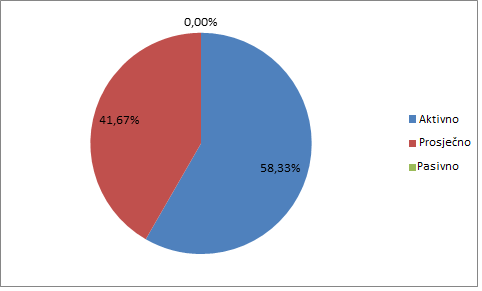 0,00%
41,67%
58,33%
Aktivno
Prosječno
Pasivno